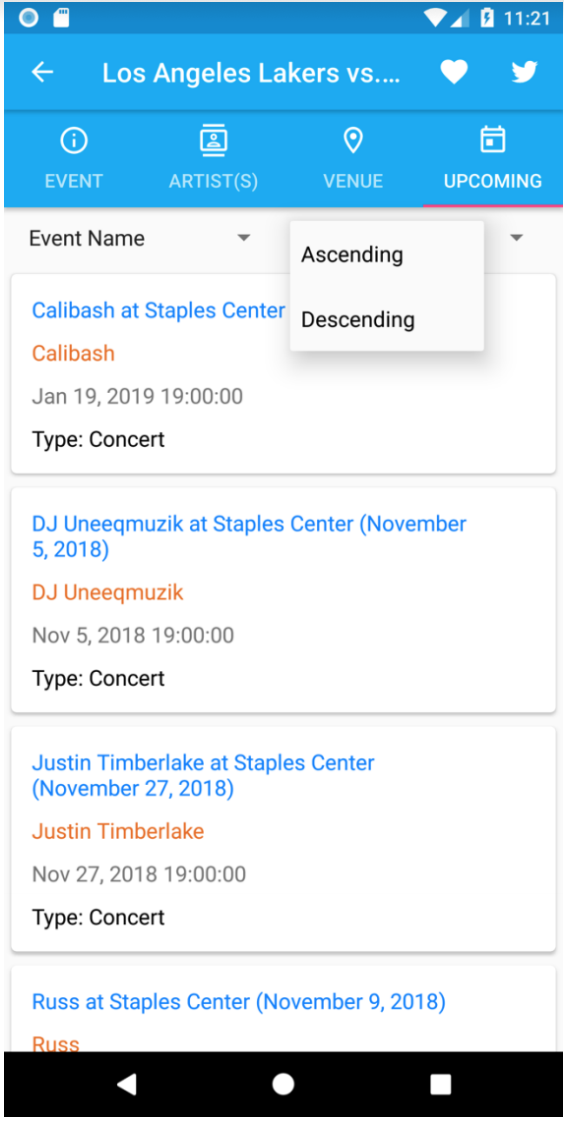 11:21
Los Angeles Lakers vs....
EVENT
ARTIST(S)
VENUE
UPCOMING
Event Name
Ascending
Descending
Calibash at Staples Center
Calibash
Jan 19, 2019 19:00:00
Type: Concert
DJ Uneeqmuzik at Staples Center (November
5, 2018)
DJ Uneeqmuzik
Nov 5, 2018 19:00:00
Type: Concert
Justin Timberlake at Staples Center
(November 27, 2018)
Justin Timberlake
Nov 27, 2018 19:00:00
Type: Concert
Russ at Staples Center (November 9, 2018)
Russ